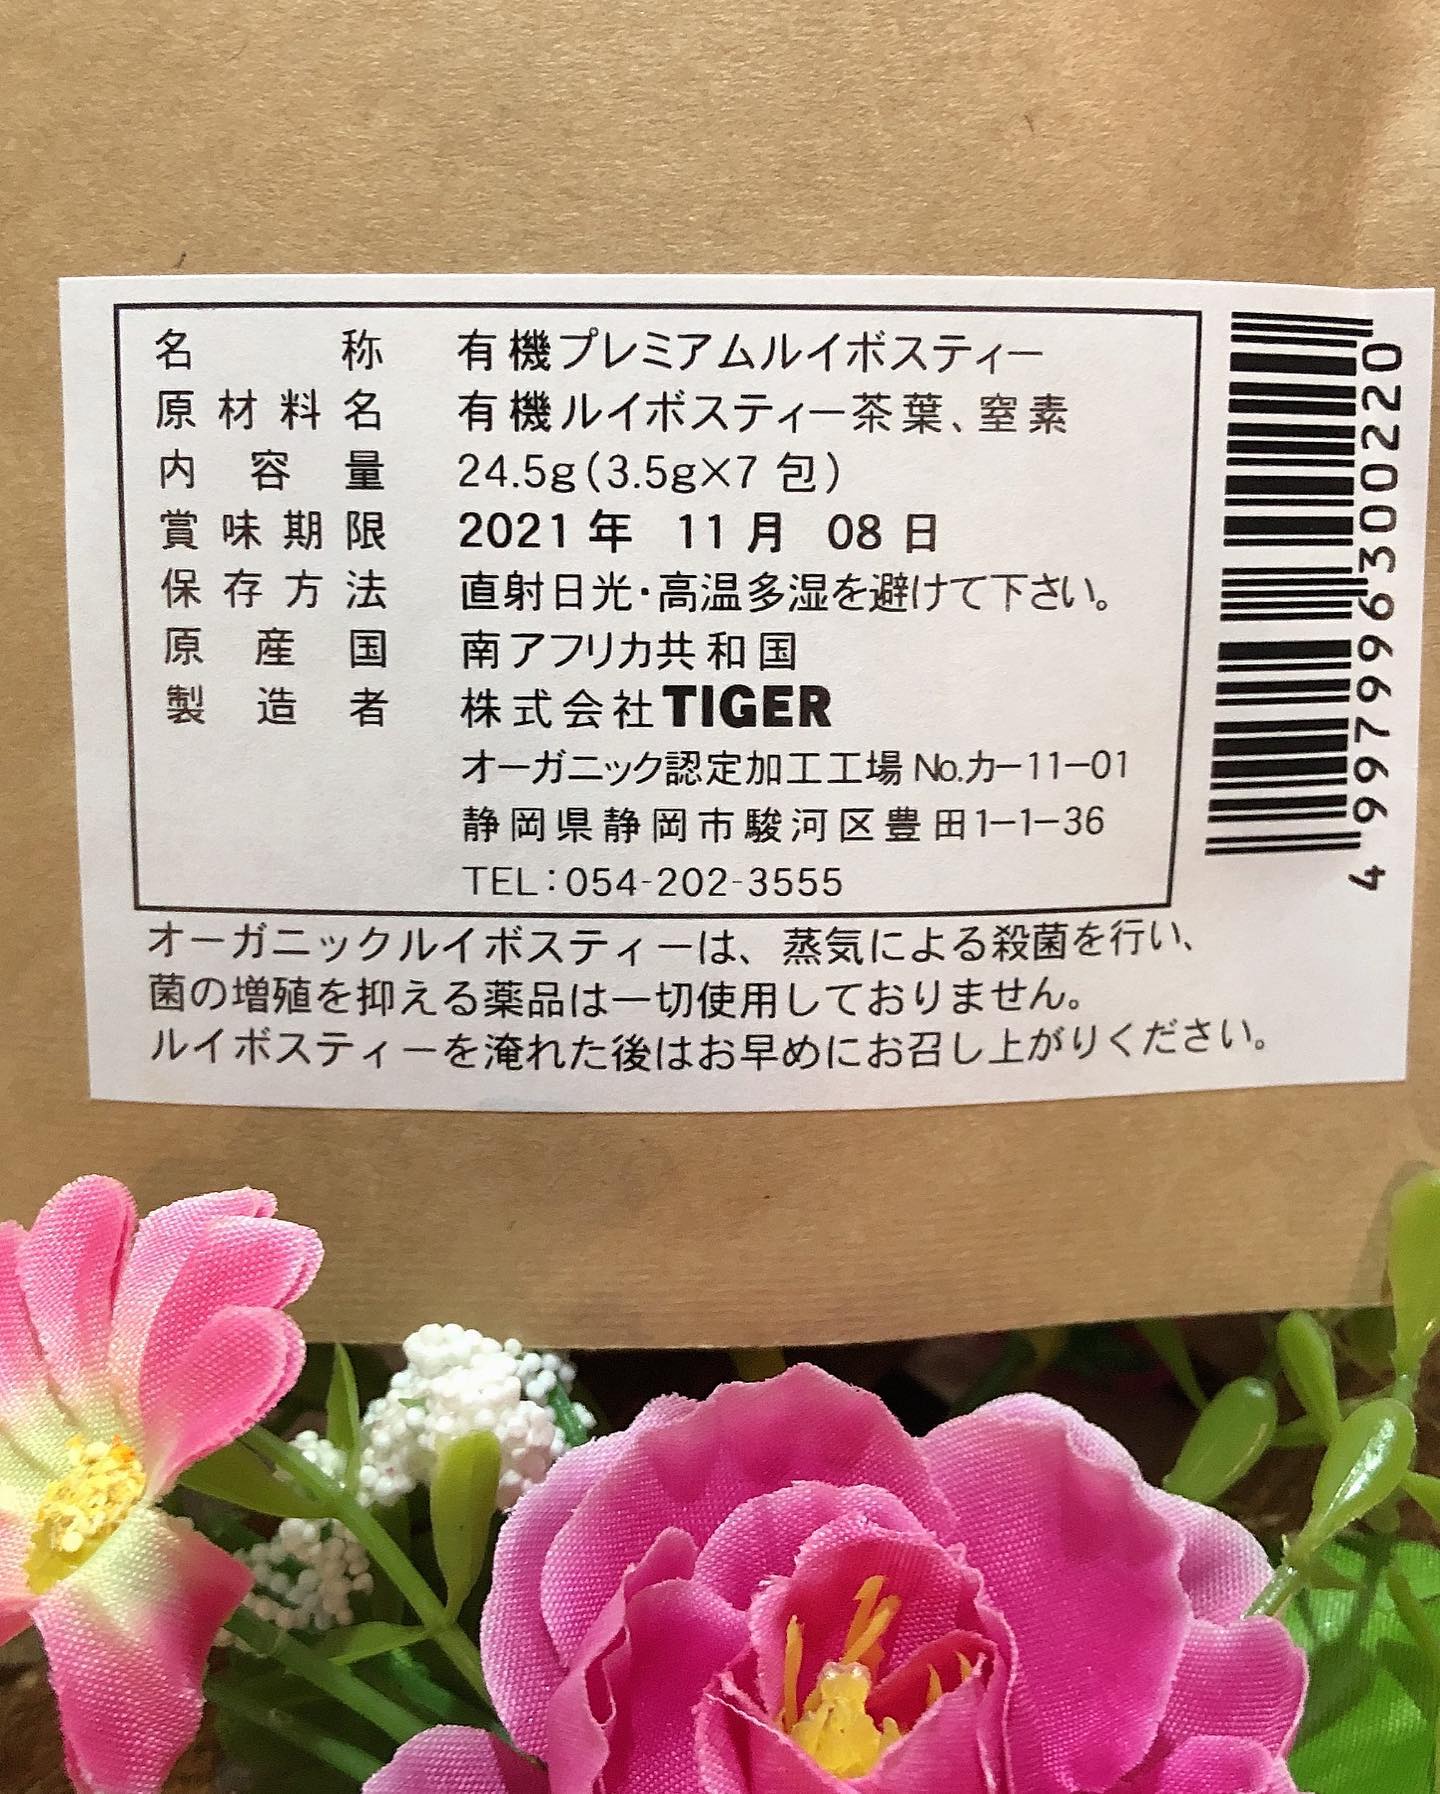 名称 有機プレミアムルイボスティー
原材料名 有機ルイボスティー茶葉、窒素
内容量 24.5g(3.5g×7 包)
賞味期限 2021 年 11 月 08 日
保存方法 直射日光・高温多湿を避けて下さい。
原産国 南アフリカ共和国
製造者 株式会社TIGER
オーガニック認定加工工場 No.カー11−01
静岡県静岡市駿河区豊田1−1−36
TEL：054-202-3555
オーガニックルイボスティーは、蒸気による殺菌を行い、
菌の増殖を抑える薬品は一切使用しておりません。
ルイボスティーを淹れた後はお早めにお召し上がりください。
4 997996 300220